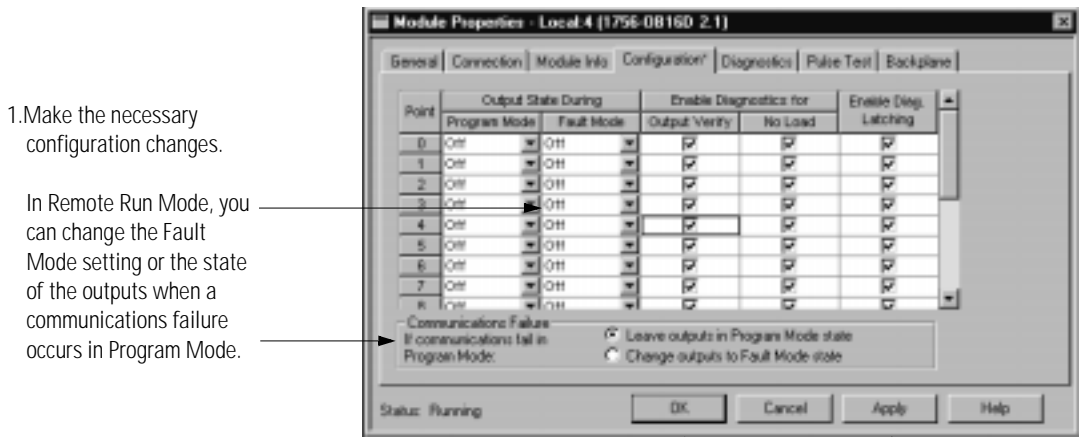 Module Properties - Local:4 (1756-OB16D 2.1)
General Connection Module Info Configuration* Diagnostics Pulse Test Backplane
1.Make the necessary
configuration changes.
In Remote Run Mode, you
can change the Fault
Mode setting or the state
of the outputs when a
communications failure
occurs in Program Mode.
Point Output State During Enable Diagnostics for Enable Diag. Latching
Program Mode Fault Mode Output Verify No Load
0 Off Off
1 Off Off
2 Off Off
3 Off Off
4 Off Off
5 Off Off
6 Off Off
7 Off Off
8 Off Off
Communications Failure
If communications fail in
Program Mode:
Leave outputs in Program Mode state
Change outputs to Fault Mode state
Status: Running
OK Cancel Apply Help